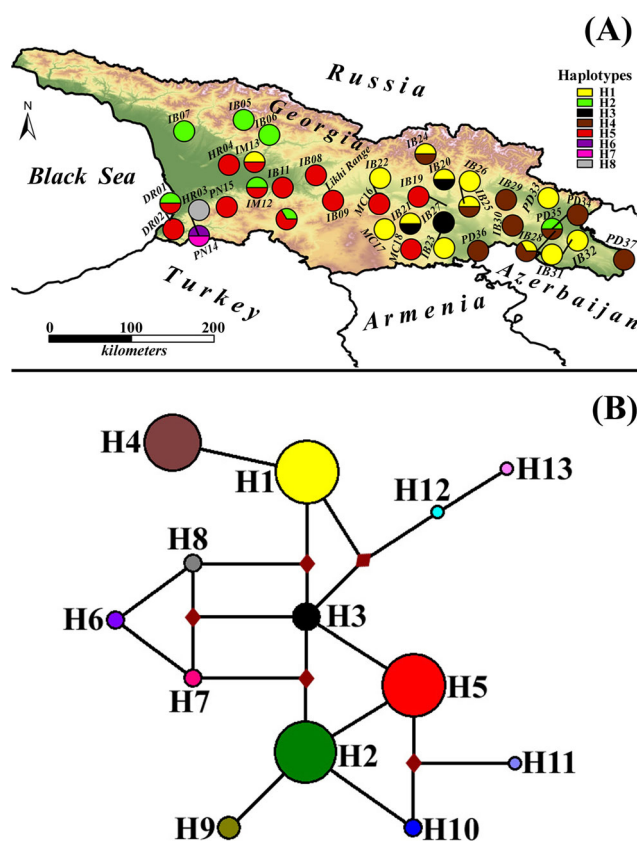 (A)
Russia
Haplotypes
H1
H2
H3
H4
H5
H6
H7
H8
N
Georgia
Black Sea
Likhi Range
IB07
IB05
IB06
IB24
HR04
IM13
IB08
IB22
IB20
IB26
IB29
PD33
PD34
DR01
HR03
PN15
IB11
IM12
IB09
MC16
IB19
IB25
IB30
PD35
DR02
PN14
MC17
IB21
IB27
MC18
IB23
PD36
IB28
IB31
IB32
PD37
Turkey
Armenia
Azerbaijan
0 100 200
kilometers
(B)
H4
H1
H13
H12
H8
H3
H6
H7
H5
H2
H11
H9
H10